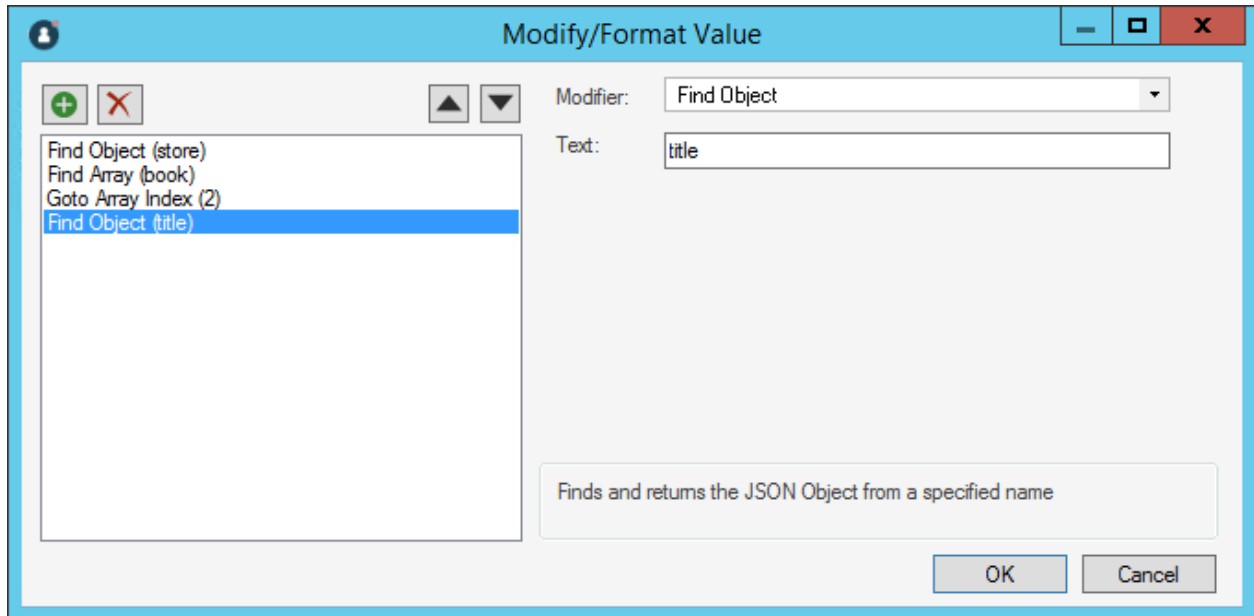 Modify/Format Value
Modifier: Find Object
Text: title
Find Object (store)
Find Array (book)
Goto Array Index (2)
Find Object (title)
Finds and returns the JSON Object from a specified name
OK Cancel